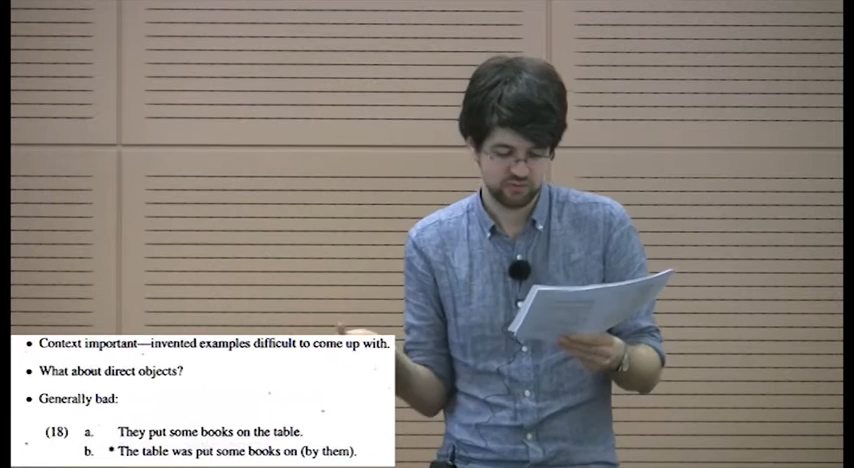 • Context important—invented examples difficult to come up with.
• What about direct objects?
• Generally bad:
(18) a. They put some books on the table.
b. * The table was put some books on (by them).